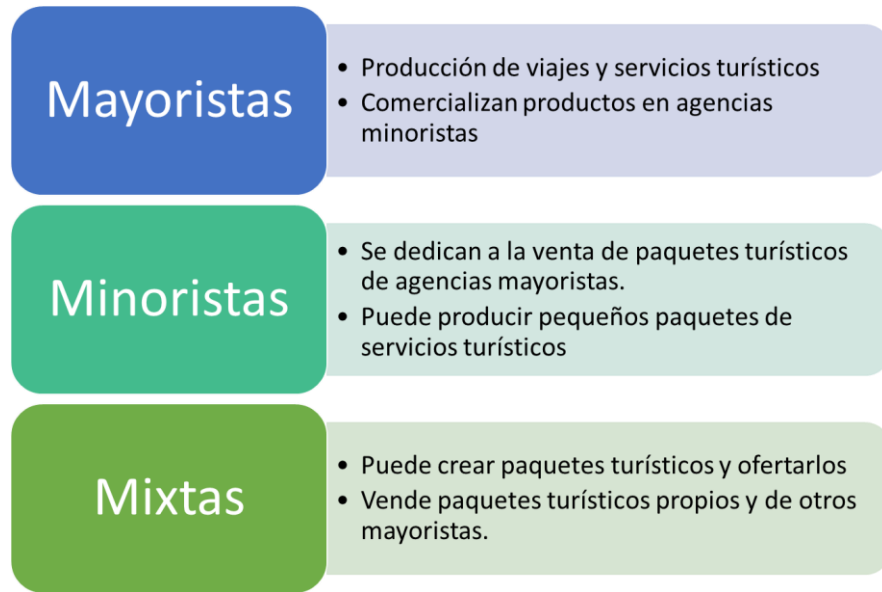 Mayoristas
• Producción de viajes y servicios turísticos
• Comercializan productos en agencias
minoristas
Minoristas
• Se dedican a la venta de paquetes turísticos
de agencias mayoristas.
• Puede producir pequeños paquetes de
servicios turísticos
Mixtas
• Puede crear paquetes turísticos y ofertarlos
• Vende paquetes turísticos propios y de otros
mayoristas.